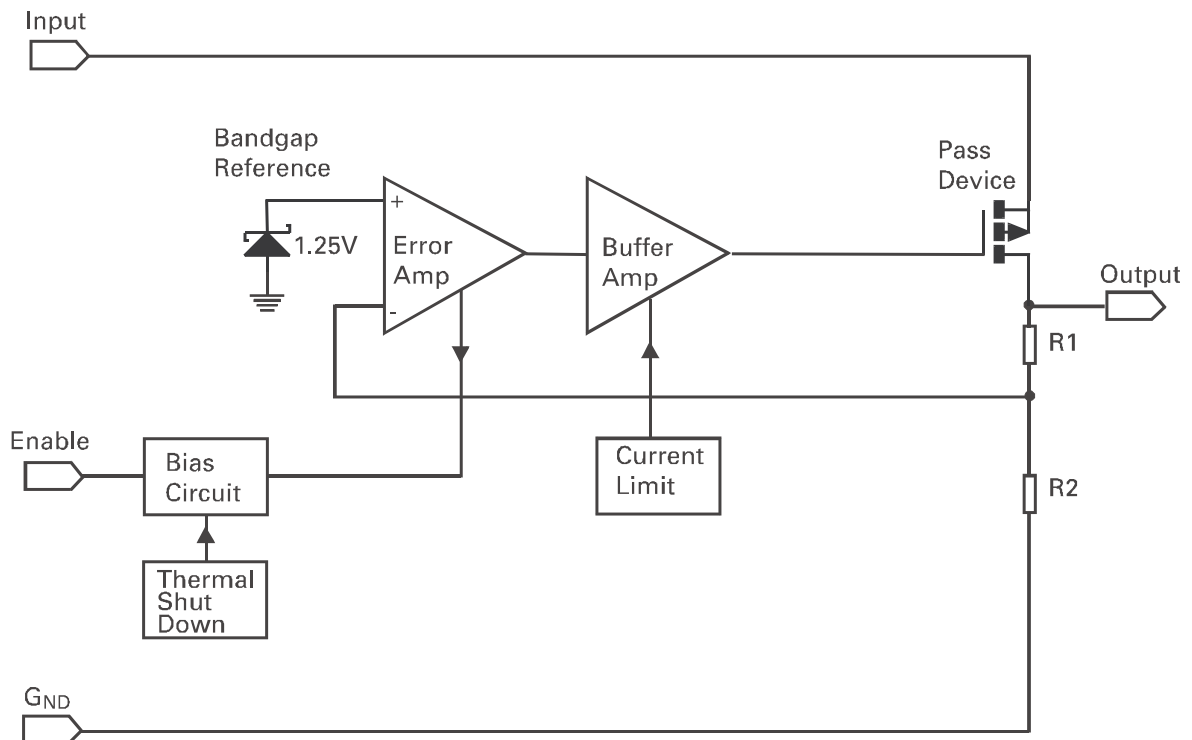 Input
Bandgap
Reference
1.25V
+
Error
Amp
-
Buffer
Amp
Pass
Device
Output
R1
Enable
Bias
Circuit
Current
Limit
R2
Thermal
Shut
Down
GND